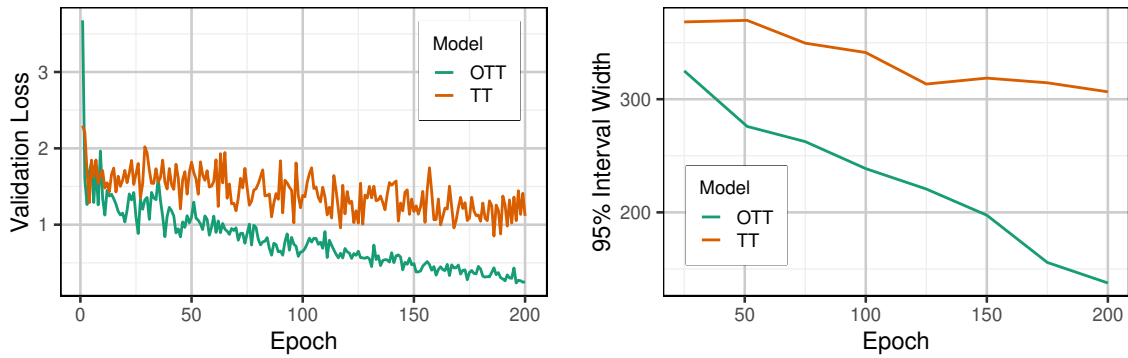 Validation Loss
3
2
1
Model
OTT
TT
0
50
100
150
200
Epoch
95% Interval Width
300
200
Model
OTT
TT
50
100
150
200
Epoch